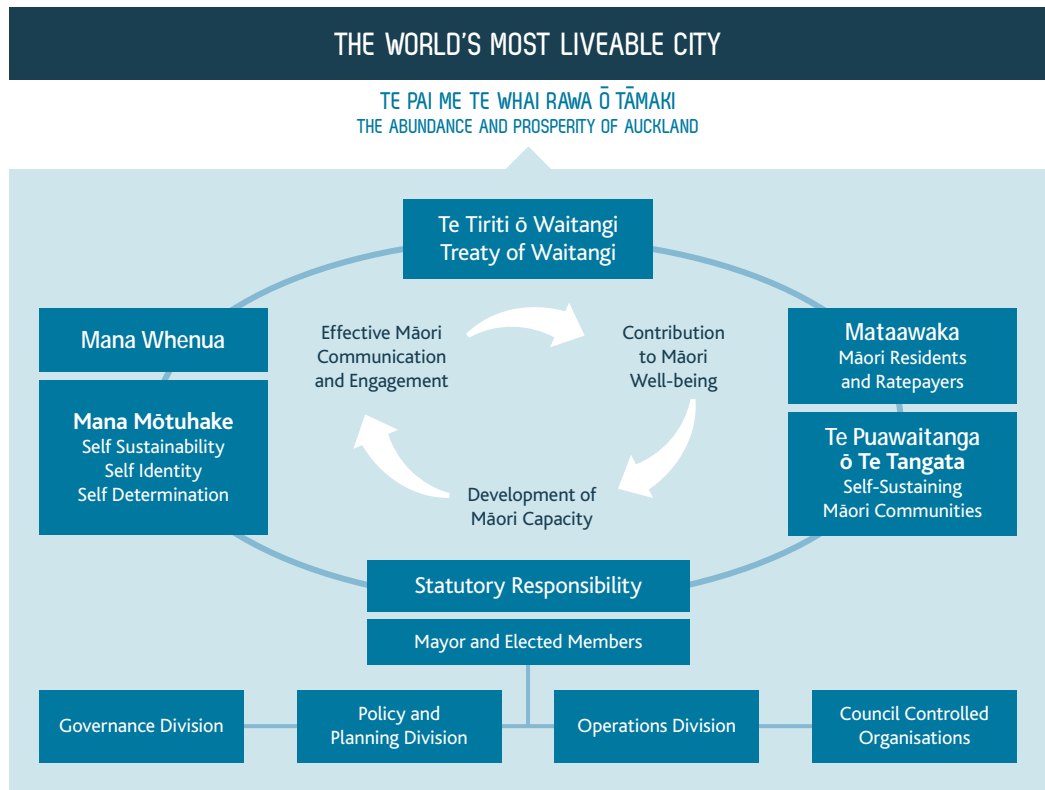 THE WORLD'S MOST LIVEABLE CITY
TE PAI ME TE WHAI RAWA Ō TĀMAKI
THE ABUNDANCE AND PROSPERITY OF AUCKLAND
Te Tiriti ō Waitangi
Treaty of Waitangi
Mana Whenua
Mana Mōtuhake
Self Sustainability
Self Identity
Self Determination
Effective Māori
Communication
and Engagement
Contribution
to Māori
Well-being
Development of
Māori Capacity
Mataawaka
Māori Residents
and Ratepayers
Te Puawaitanga
ō Te Tangata
Self-Sustaining
Māori Communities
Statutory Responsibility
Mayor and Elected Members
Governance Division
Policy and
Planning Division
Operations Division
Council Controlled
Organisations